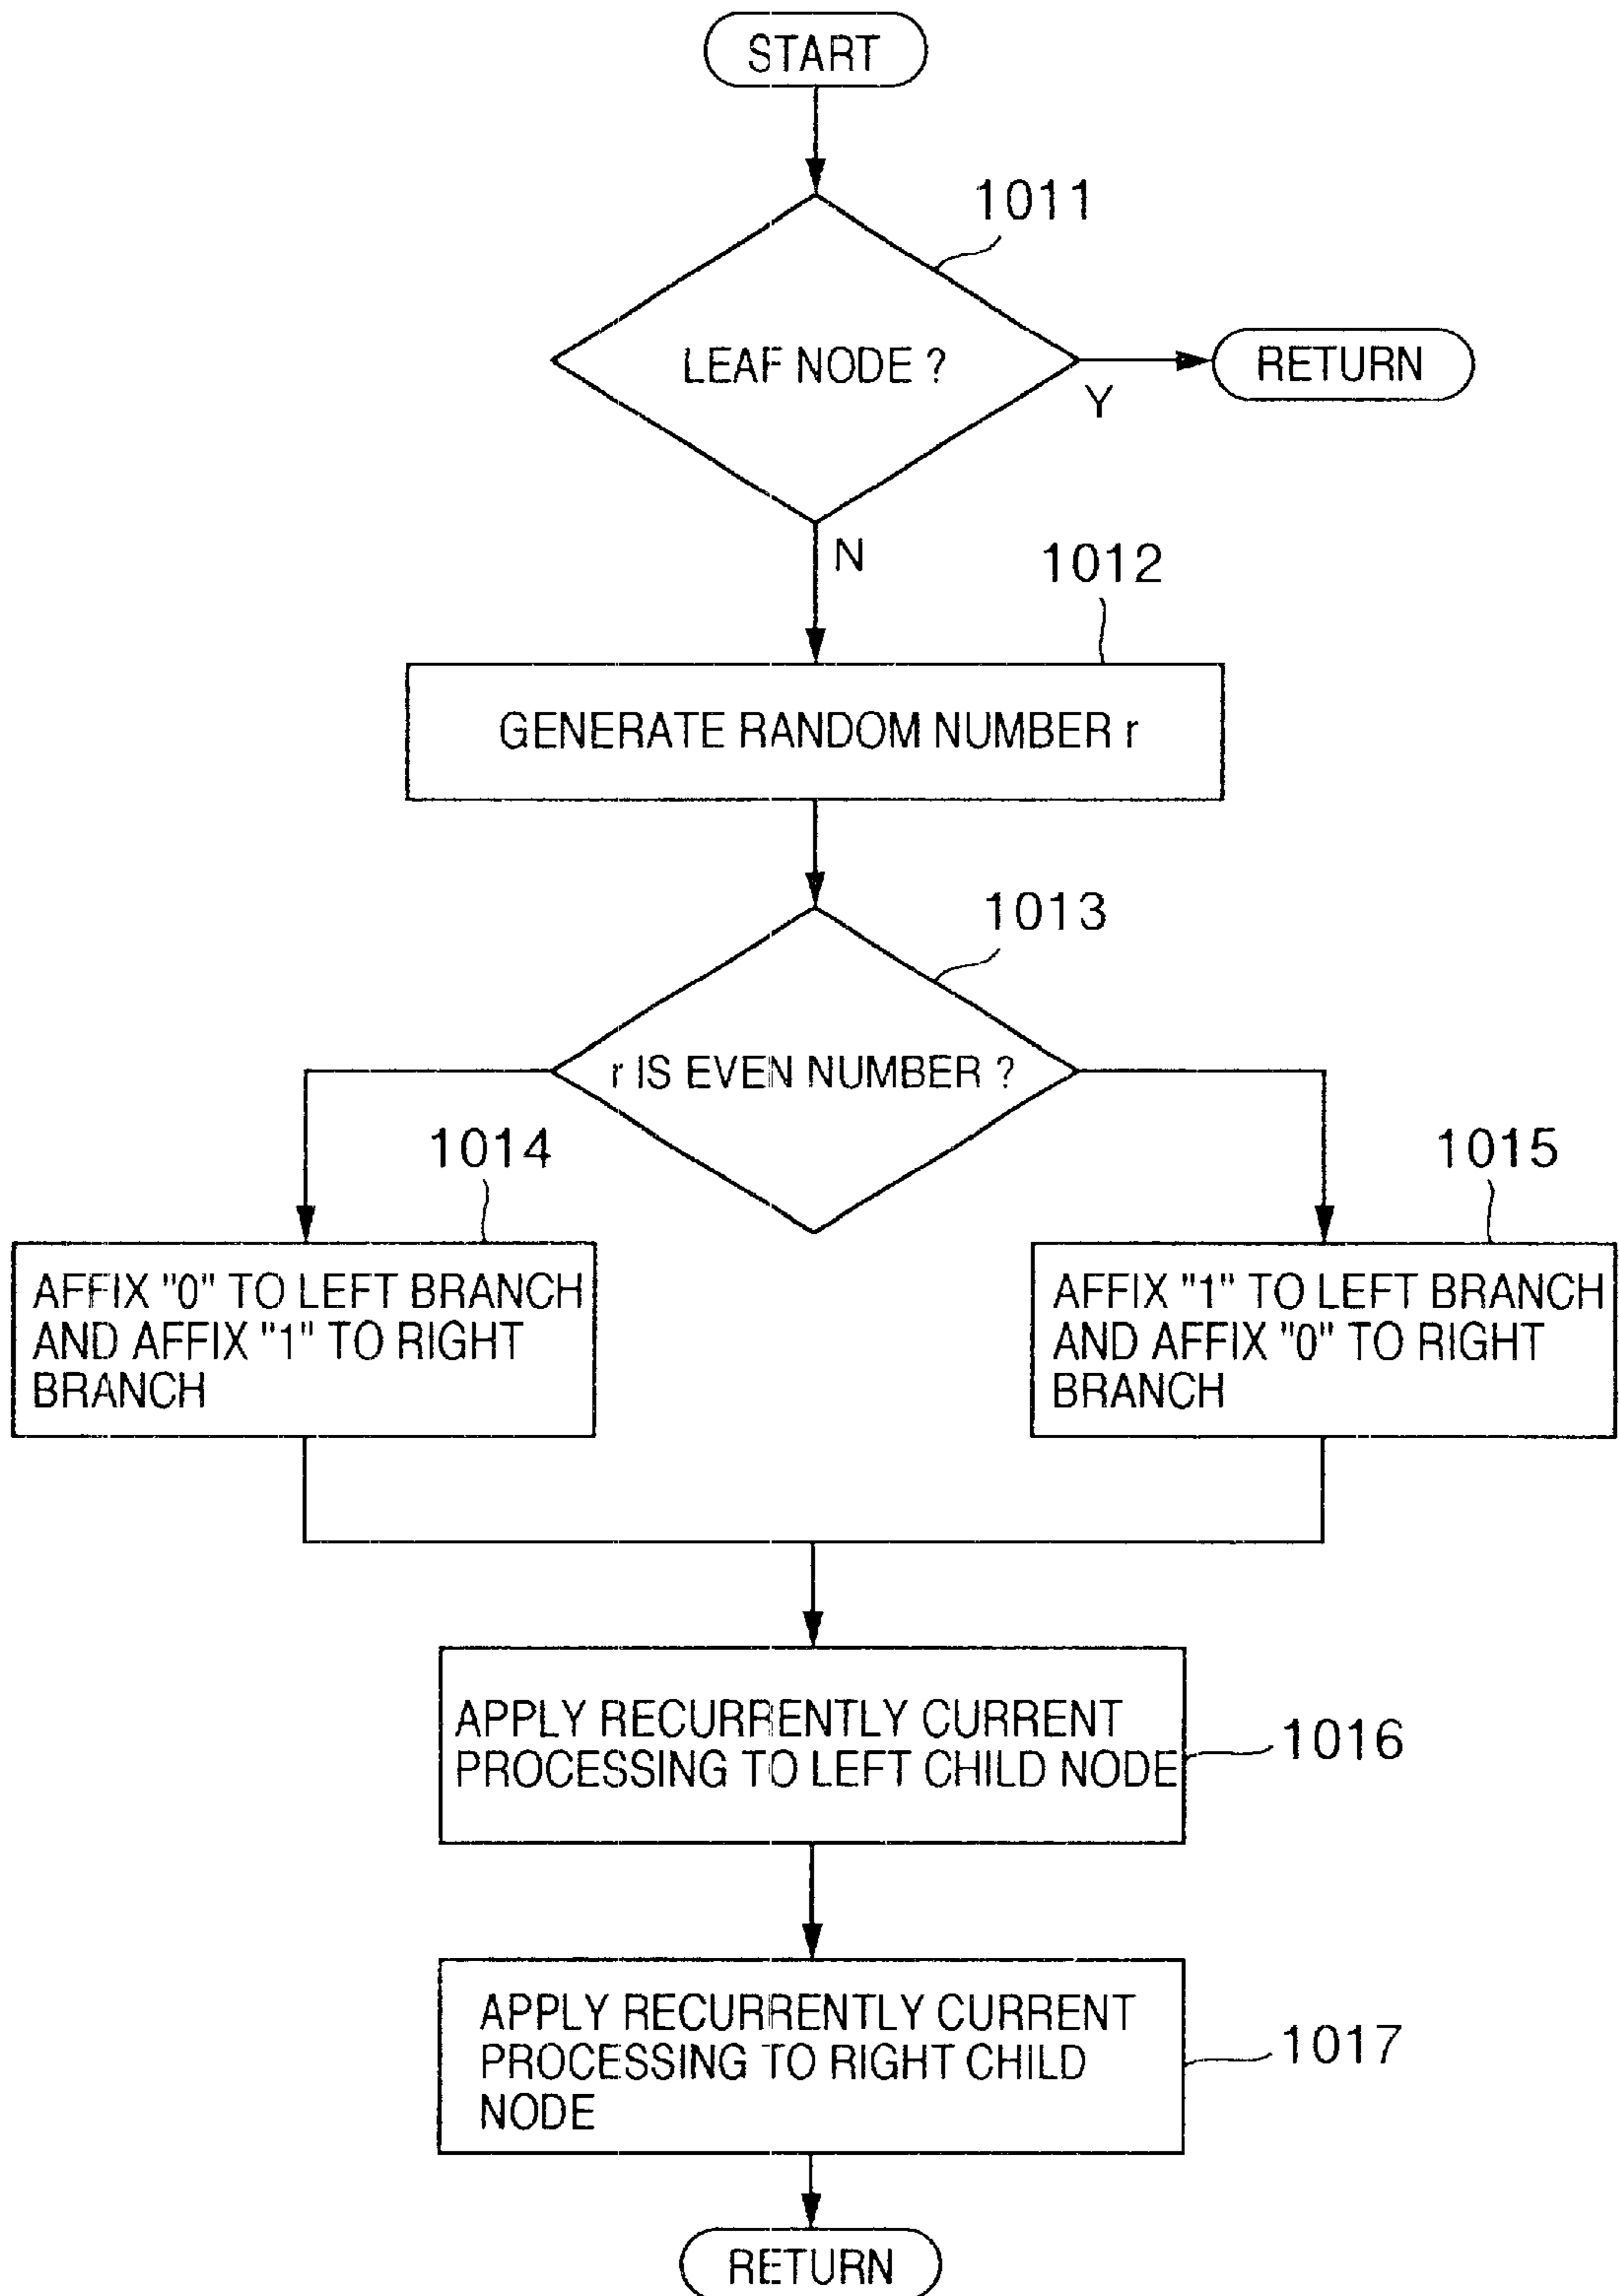 START
1011
LEAF NODE ?
RETURN
Y
N
1012
GENERATE RANDOM NUMBER r
1013
r IS EVEN NUMBER ?
1014
1015
AFFIX "0" TO LEFT BRANCH
AND AFFIX "1" TO RIGHT
BRANCH
AFFIX "1" TO LEFT BRANCH
AND AFFIX "0" TO RIGHT
BRANCH
APPLY RECURRENTLY CURRENT
PROCESSING TO LEFT CHILD NODE
1016
APPLY RECURRENTLY CURRENT
PROCESSING TO RIGHT CHILD
NODE
1017
RETURN